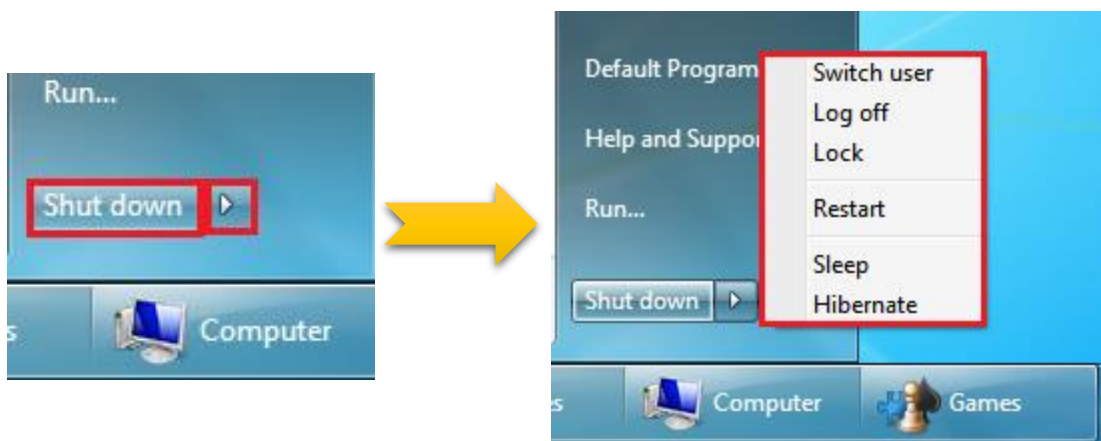 Run...
Shut down
s
Computer
Default Program
Help and Suppor
Run...
Shut down
Switch user
Log off
Lock
Restart
Sleep
Hibernate
es
Computer
Games